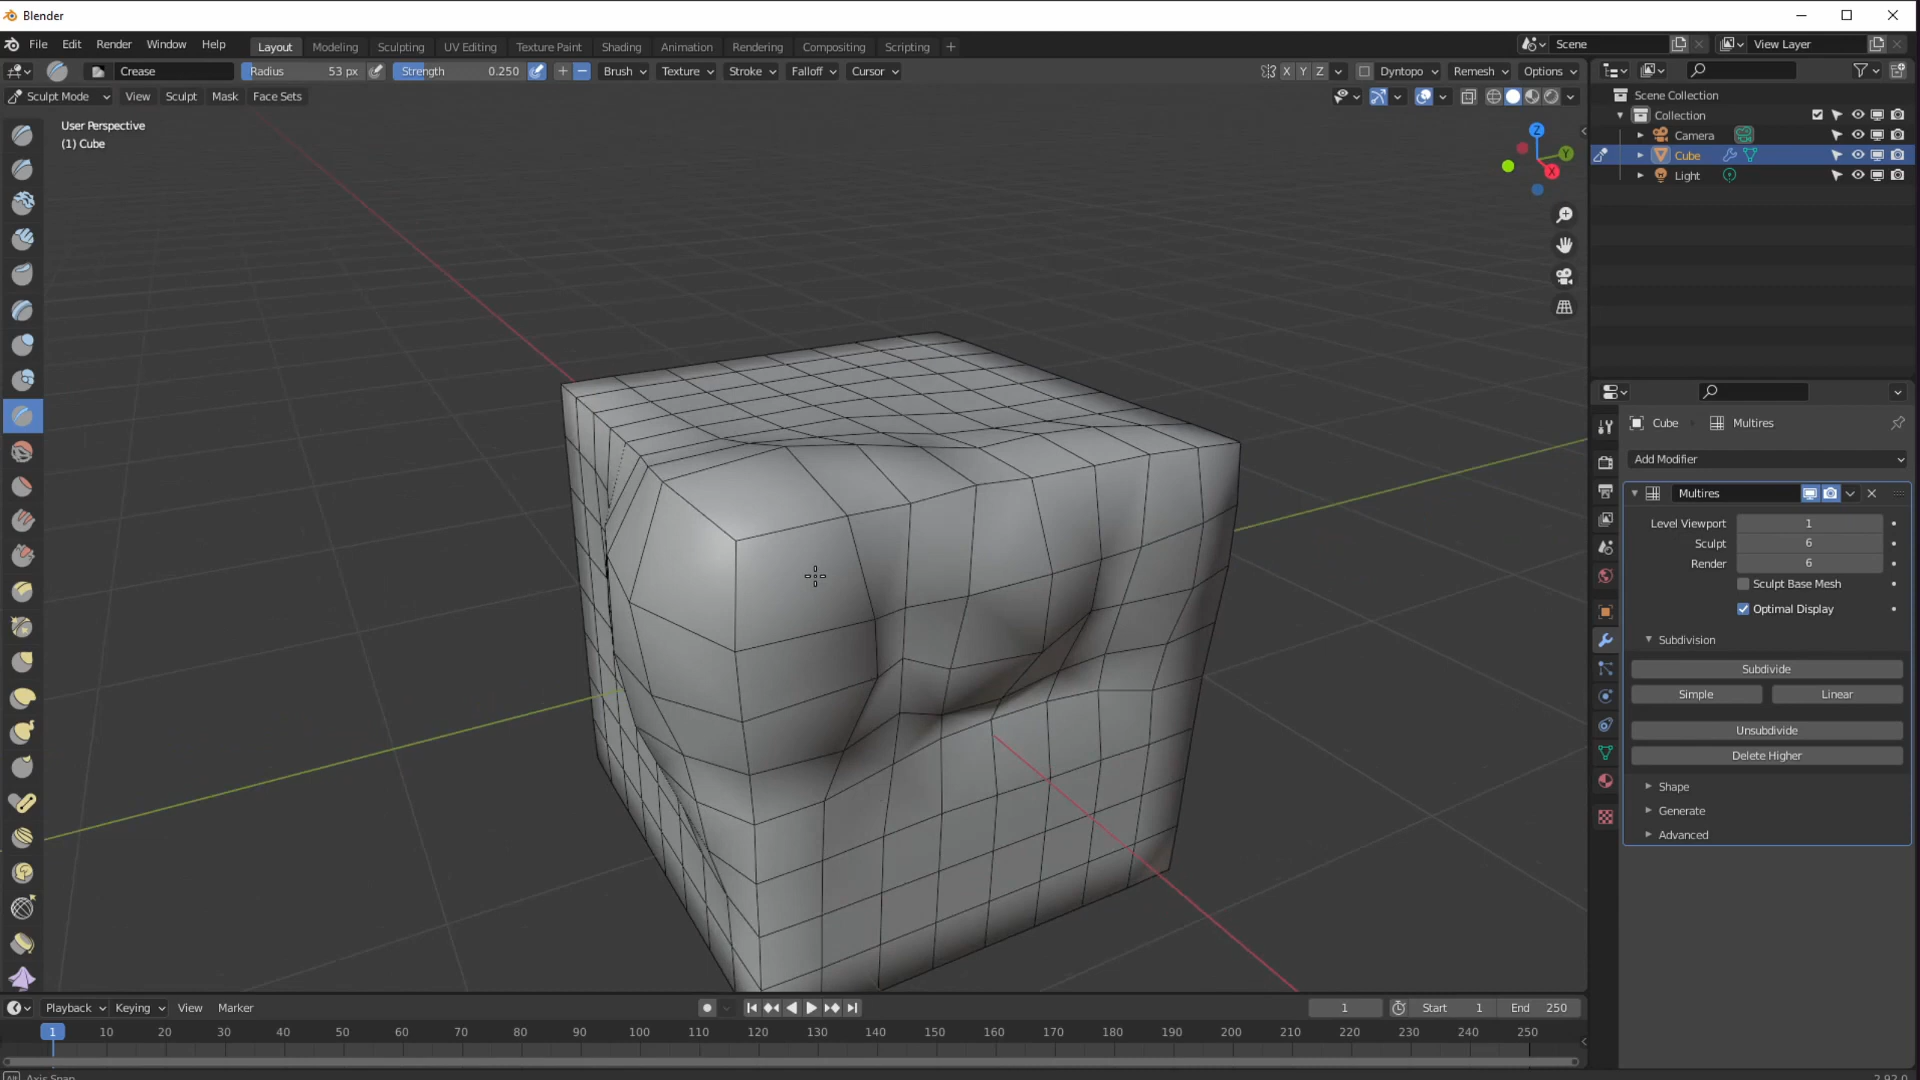 Blender
File Edit Render Window Help Layout Modeling Sculpting UV Editing Texture Paint Shading Animation Rendering Compositing Scripting + Scene View Layer
Crease Radius 53 px Strength 0.250 Brush Texture Stroke Falloff Cursor X Y Z Dyntopo Remesh Options
Sculpt Mode View Sculpt Mask Face Sets
User Perspective
(1) Cube
Z
Y
X
Scene Collection
Collection
Camera
Cube
Light
Cube Multires
Add Modifier
Multires
Level Viewport 1
Sculpt 6
Render 6
Sculpt Base Mesh
Optimal Display
Subdivision
Subdivide
Simple Linear
Unsubdivide
Delete Higher
Shape
Generate
Advanced
Playback Keying View Marker 1 Start 1 End 250
1 10 20 30 40 50 60 70 80 90 100 110 120 130 140 150 160 170 180 190 200 210 220 230 240 250
Axis Snap 2.92.0